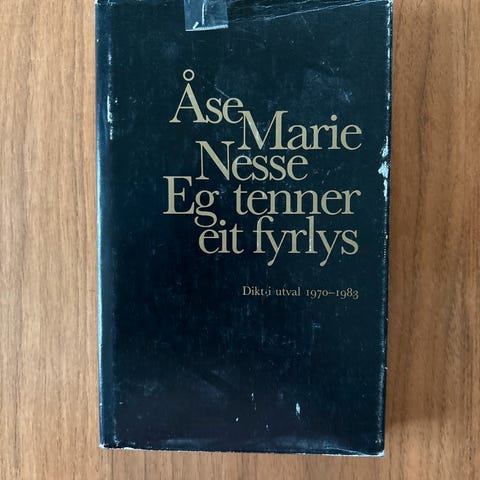 Åse
Marie
Nesse
Eg tenner
eit fyrlys
Dikt i utval 1970–1983